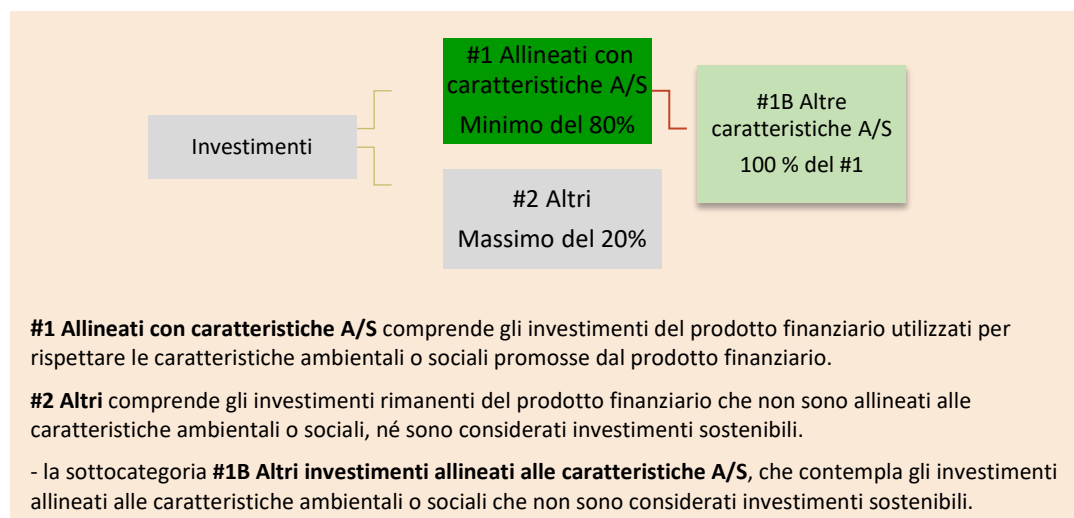 #1 Allineati con
caratteristiche A/S
Minimo del 80%
#1B Altre
caratteristiche A/S
100 % del #1
Investimenti
#2 Altri
Massimo del 20%
#1 Allineati con caratteristiche A/S comprende gli investimenti del prodotto finanziario utilizzati per
rispettare le caratteristiche ambientali o sociali promosse dal prodotto finanziario.
#2 Altri comprende gli investimenti rimanenti del prodotto finanziario che non sono allineati alle
caratteristiche ambientali o sociali, né sono considerati investimenti sostenibili.
- la sottocategoria #1B Altri investimenti allineati alle caratteristiche A/S, che contempla gli investimenti
allineati alle caratteristiche ambientali o sociali che non sono considerati investimenti sostenibili.